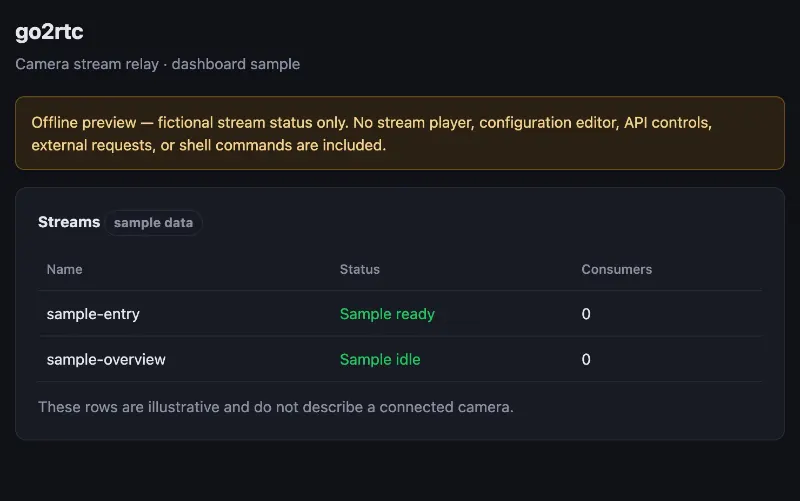 go2rtc
Camera stream relay · dashboard sample
Offline preview — fictional stream status only. No stream player, configuration editor, API controls,
external requests, or shell commands are included.
Streams sample data
Name Status Consumers
sample-entry Sample ready 0
sample-overview Sample idle 0
These rows are illustrative and do not describe a connected camera.